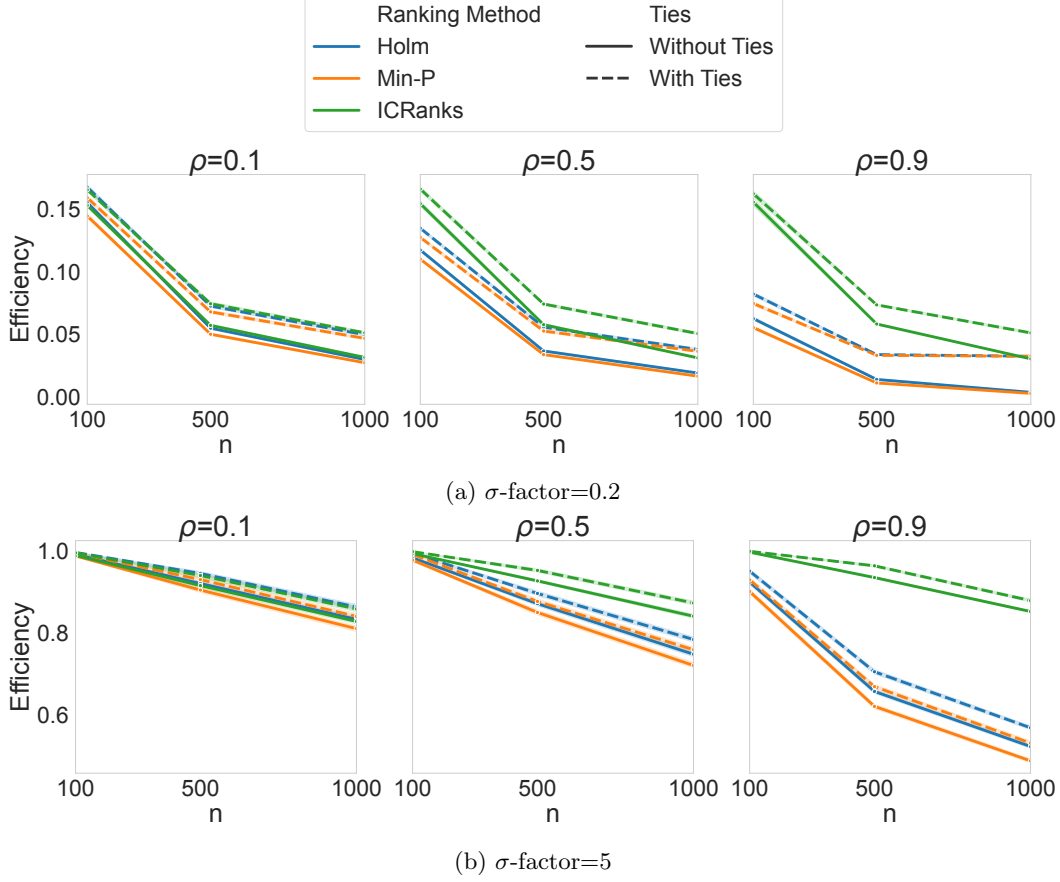 Ranking Method Ties
Holm Without Ties
Min-P With Ties
ICRanks
ρ=0.1 ρ=0.5 ρ=0.9
0.15
0.10
0.05
0.00
Efficiency
100 500 1000 100 500 1000 100 500 1000
n n n
(a) σ-factor=0.2
ρ=0.1 ρ=0.5 ρ=0.9
1.0
0.8
0.6
Efficiency
100 500 1000 100 500 1000 100 500 1000
n n n
(b) σ-factor=5